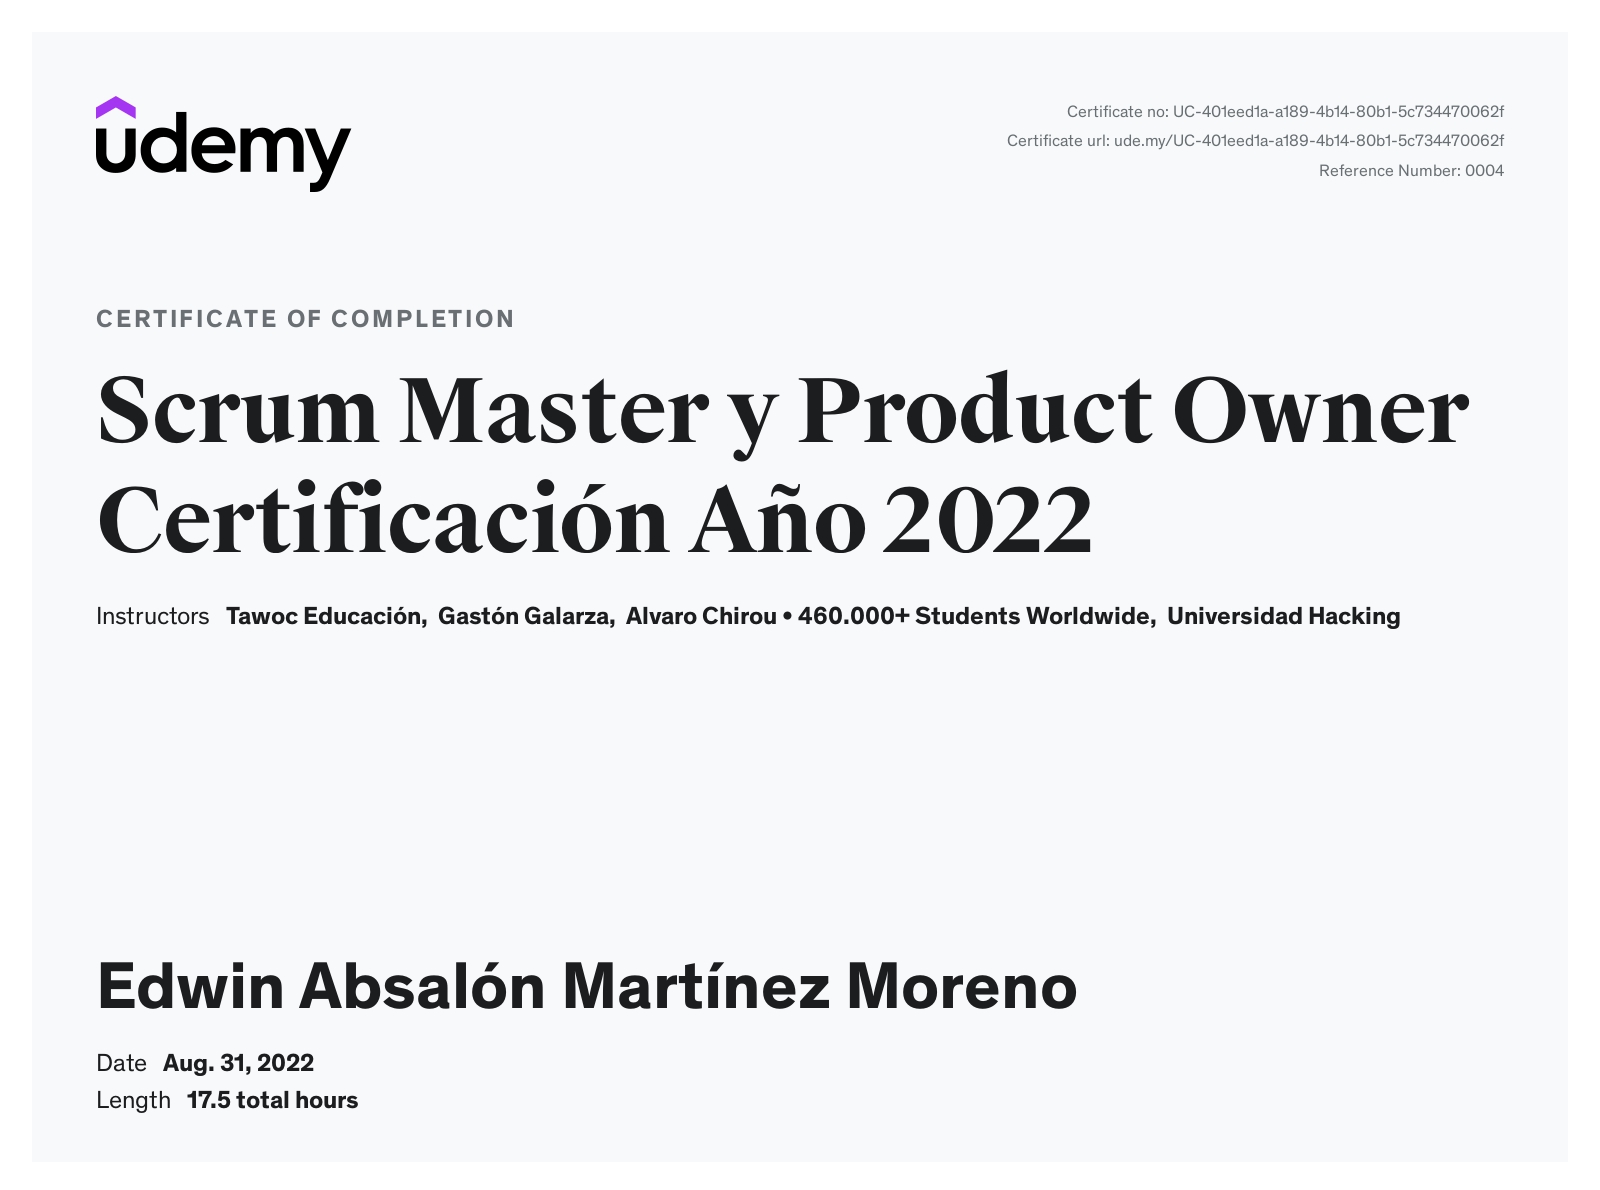 udemy
Certificate no: UC-401eed1a-a189-4b14-80b1-5c734470062f
Certificate url: ude.my/UC-401eed1a-a189-4b14-80b1-5c734470062f
Reference Number: 0004
CERTIFICATE OF COMPLETION
Scrum Master y Product Owner
Certificación Año 2022
Instructors Tawoc Educación, Gastón Galarza, Alvaro Chirou • 460.000+ Students Worldwide, Universidad Hacking
Edwin Absalón Martínez Moreno
Date Aug. 31, 2022
Length 17.5 total hours